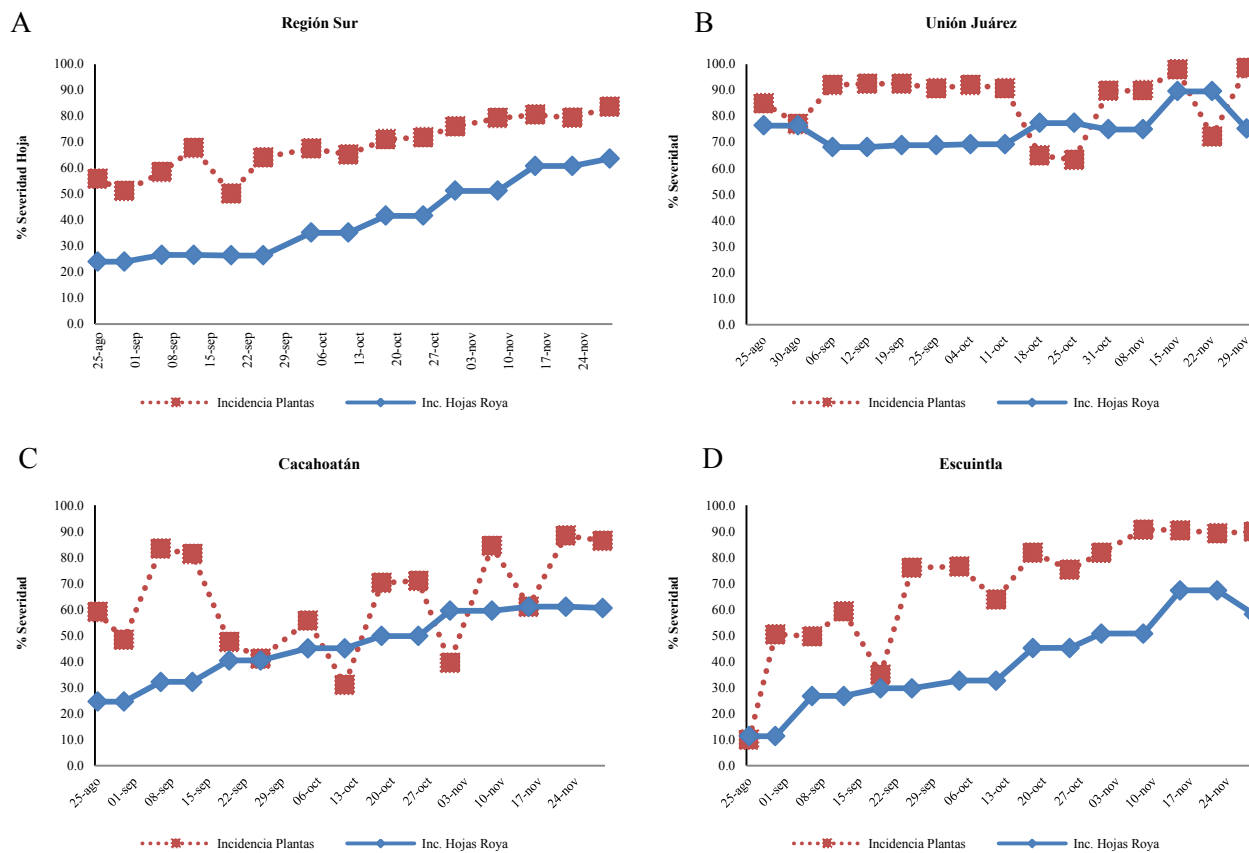 A
Región Sur
% Severidad Hoja
100.0
90.0
80.0
70.0
60.0
50.0
40.0
30.0
20.0
10.0
0.0
25-ago
01-sep
08-sep
15-sep
22-sep
29-sep
06-oct
13-oct
20-oct
27-oct
03-nov
10-nov
17-nov
24-nov
Incidencia Plantas
Inc. Hojas Roya
B
Unión Juárez
% Severidad
100.0
90.0
80.0
70.0
60.0
50.0
40.0
30.0
20.0
10.0
0.0
25-ago
30-ago
06-sep
12-sep
19-sep
25-sep
04-oct
11-oct
18-oct
25-oct
31-oct
08-nov
15-nov
22-nov
29-nov
Incidencia Plantas
Inc. Hojas Roya
C
Cacahoatán
% Severidad
100.0
90.0
80.0
70.0
60.0
50.0
40.0
30.0
20.0
10.0
0.0
25-ago
01-sep
08-sep
15-sep
22-sep
29-sep
06-oct
13-oct
20-oct
27-oct
03-nov
10-nov
17-nov
24-nov
Incidencia Plantas
Inc. Hojas Roya
D
Escuintla
% Severidad
100.0
90.0
80.0
70.0
60.0
50.0
40.0
30.0
20.0
10.0
0.0
25-ago
01-sep
08-sep
15-sep
22-sep
29-sep
06-oct
13-oct
20-oct
27-oct
03-nov
10-nov
17-nov
24-nov
Incidencia Plantas
Inc. Hojas Roya